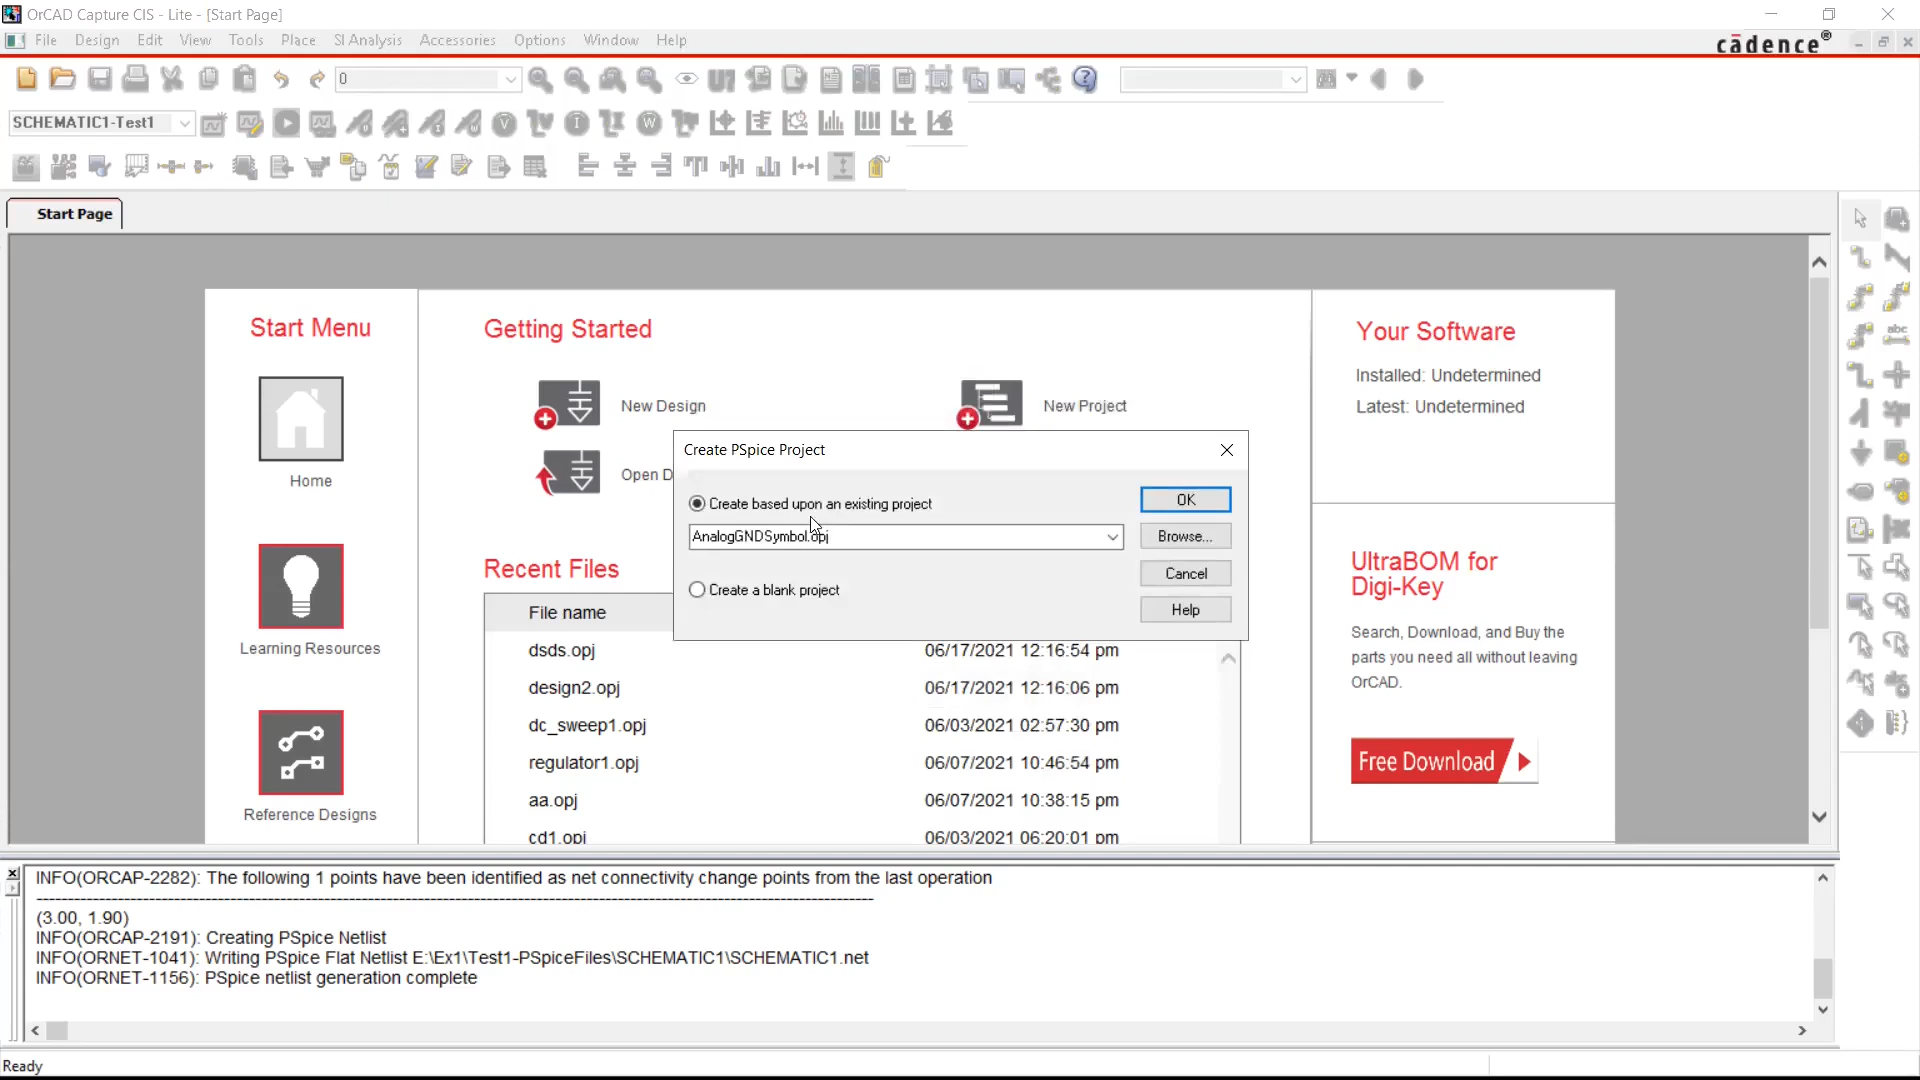 OrCAD Capture CIS - Lite - [Start Page]
File Design Edit View Tools Place SI Analysis Accessories Options Window Help
cādence®
0
U?
SCHEMATIC1-Test1
V I W
Start Page
abc
Start Menu
Home
Learning Resources
Reference Designs
Getting Started
New Design
New Project
Open D
Create PSpice Project
Create based upon an existing project
AnalogGNDSymbol.opj
Create a blank project
OK
Browse...
Cancel
Help
Recent Files
File name
dsds.opj 06/17/2021 12:16:54 pm
design2.opj 06/17/2021 12:16:06 pm
dc_sweep1.opj 06/03/2021 02:57:30 pm
regulator1.opj 06/07/2021 10:46:54 pm
aa.opj 06/07/2021 10:38:15 pm
cd1.opj 06/03/2021 06:20:01 pm
Your Software
Installed: Undetermined
Latest: Undetermined
UltraBOM for
Digi-Key
Search, Download, and Buy the
parts you need all without leaving
OrCAD.
Free Download
INFO(ORCAP-2282): The following 1 points have been identified as net connectivity change points from the last operation
(3.00, 1.90)
INFO(ORCAP-2191): Creating PSpice Netlist
INFO(ORNET-1041): Writing PSpice Flat Netlist E:\Ex1\Test1-PSpiceFiles\SCHEMATIC1\SCHEMATIC1.net
INFO(ORNET-1156): PSpice netlist generation complete
Ready